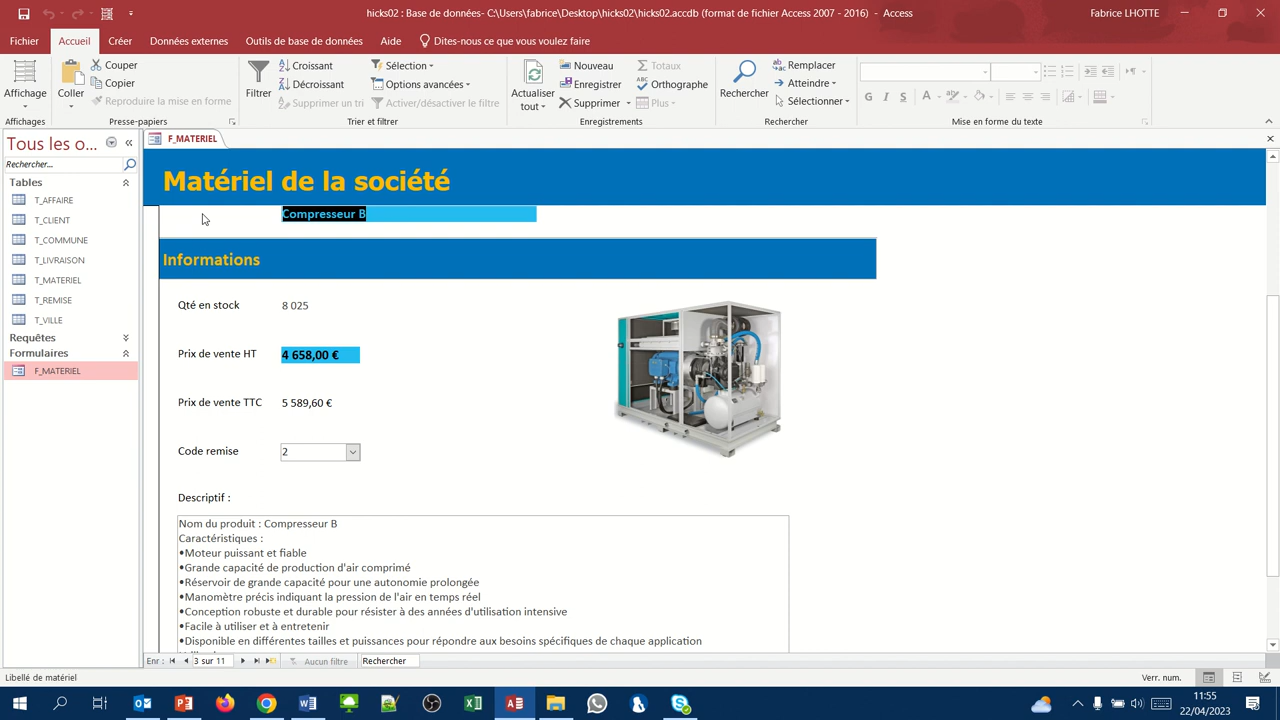 hicks02 : Base de données- C:\Users\fabrice\Desktop\hicks02\hicks02.accdb (format de fichier Access 2007 - 2016) - Access
Fabrice LHOTTE
Fichier Accueil Créer Données externes Outils de base de données Aide Dites-nous ce que vous voulez faire
Affichage
Affichages
Coller
Couper
Copier
Reproduire la mise en forme
Presse-papiers
Filtrer
Croissant
Décroissant
Supprimer un tri
Sélection
Options avancées
Activer/désactiver le filtre
Trier et filtrer
Actualiser
tout
Nouveau
Enregistrer
Supprimer
Totaux
Orthographe
Plus
Enregistrements
Rechercher
Remplacer
Atteindre
Sélectionner
Rechercher
G I S A
Mise en forme du texte
Tous les o...
Rechercher...
Tables
T_AFFAIRE
T_CLIENT
T_COMMUNE
T_LIVRAISON
T_MATERIEL
T_REMISE
T_VILLE
Requêtes
Formulaires
F_MATERIEL
F_MATERIEL
Matériel de la société
Compresseur B
Informations
Qté en stock 8 025
Prix de vente HT 4 658,00 €
Prix de vente TTC 5 589,60 €
Code remise 2
Descriptif :
Nom du produit : Compresseur B
Caractéristiques :
•Moteur puissant et fiable
•Grande capacité de production d'air comprimé
•Réservoir de grande capacité pour une autonomie prolongée
•Manomètre précis indiquant la pression de l'air en temps réel
•Conception robuste et durable pour résister à des années d'utilisation intensive
•Facile à utiliser et à entretenir
•Disponible en différentes tailles et puissances pour répondre aux besoins spécifiques de chaque application
Enr : 3 sur 11 Aucun filtre Rechercher
Libellé de matériel
Verr. num.
11:55
22/04/2023